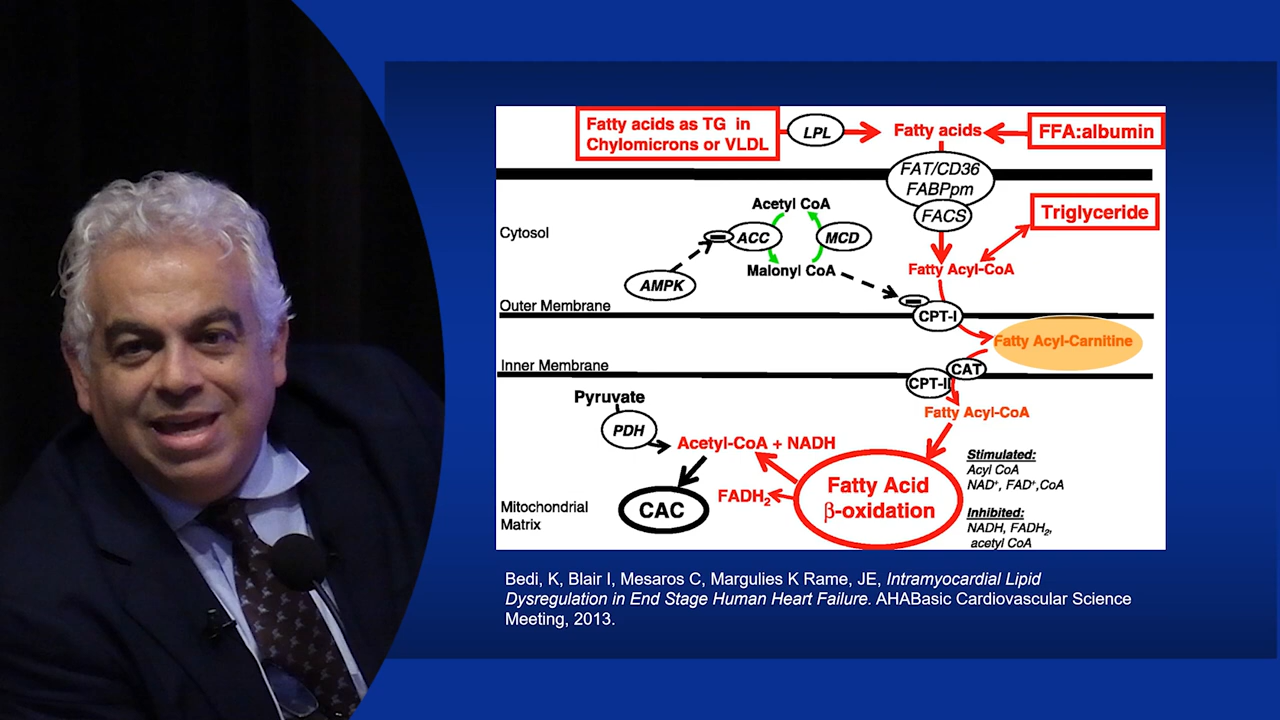 Fatty acids as TG in
Chylomicrons or VLDL
LPL
Fatty acids
FFA:albumin
FAT/CD36
FABPpm
FACS
Acetyl CoA
Triglyceride
Cytosol
ACC
MCD
Malonyl CoA
Fatty Acyl-CoA
AMPK
Outer Membrane
CPT-I
Fatty Acyl-Carnitine
Inner Membrane
CAT
CPT-II
Pyruvate
Fatty Acyl-CoA
PDH
Acetyl-CoA + NADH
Stimulated:
Acyl CoA
NAD⁺, FAD⁺,CoA
Fatty Acid
β-oxidation
FADH₂
CAC
Mitochondrial
Matrix
Inhibited:
NADH, FADH₂,
acetyl CoA
Bedi, K, Blair I, Mesaros C, Margulies K Rame, JE, Intramyocardial Lipid
Dysregulation in End Stage Human Heart Failure. AHABasic Cardiovascular Science
Meeting, 2013.